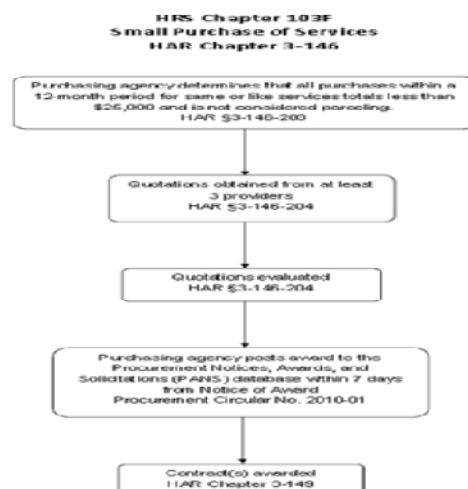 HRS Chapter 103F
Small Purchase of Services
HAR Chapter 3-146
Purchasing agency determines that all purchases within a
12-month period for same or like services totals less than
$25,000 and is not considered parceling.
HAR §3-146-203
Quotations obtained from at least
3 providers
HAR §3-146-204
Quotations evaluated
HAR §3-146-204
Purchasing agency posts award to the
Procurement Notices, Awards, and
Solicitations (PANS) database within 7 days
from Notice of Award
Procurement Circular No. 2010-01
Contract(s) awarded
HAR Chapter 3-149